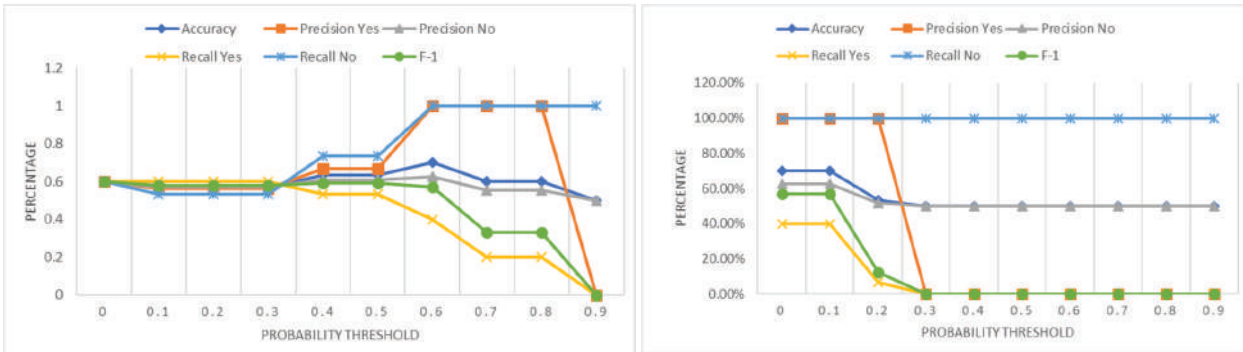 Accuracy Precision Yes Precision No
Recall Yes Recall No F-1
1.2
1
0.8
0.6
0.4
0.2
0
PERCENTAGE
0 0.1 0.2 0.3 0.4 0.5 0.6 0.7 0.8 0.9
PROBABILITY THRESHOLD
Accuracy Precision Yes Precision No
Recall Yes Recall No F-1
120.00%
100.00%
80.00%
60.00%
40.00%
20.00%
0.00%
PERCENTAGE
0 0.1 0.2 0.3 0.4 0.5 0.6 0.7 0.8 0.9
PROBABILITY THRESHOLD